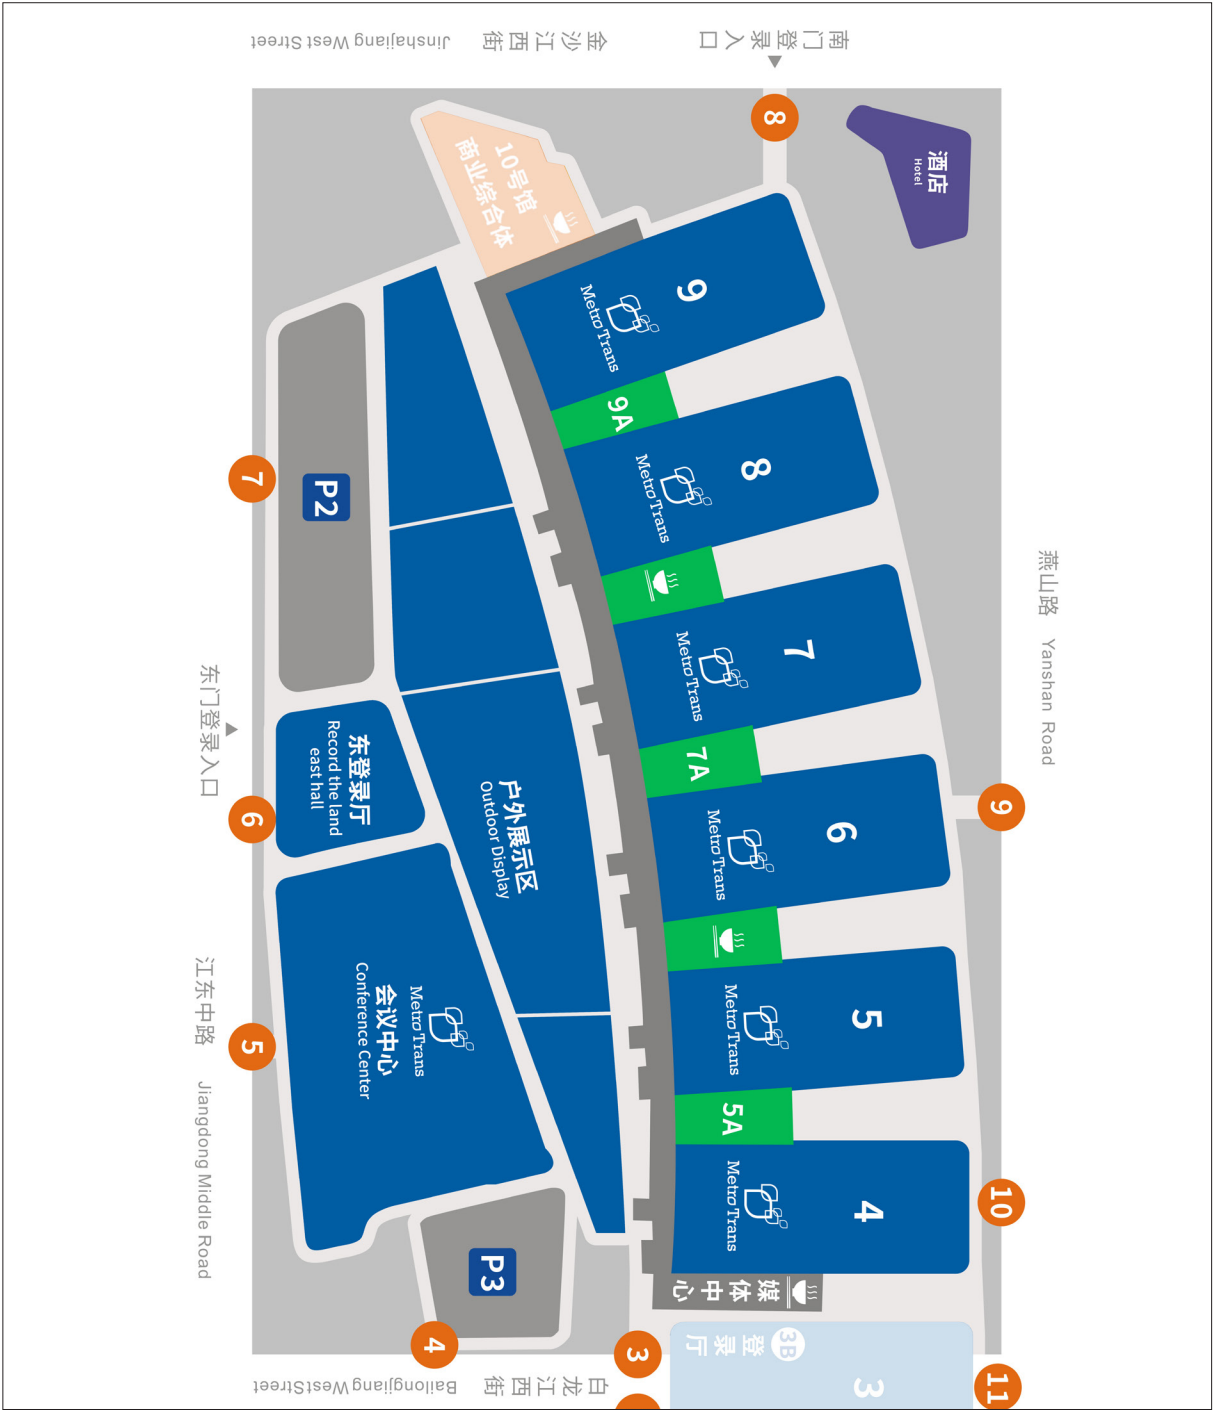 Jinshajiang West Street
金沙江西街
南门登录入口
8
酒店
Hotel
10号馆
商业综合体
9
Metro Trans
9A
8
Metro Trans
7
Metro Trans
7A
6
Metro Trans
5
Metro Trans
5A
4
Metro Trans
媒体中心
登录厅
3B
3
7
P2
东门登录入口
6
东登录厅
Record the land
east hall
户外展示区
Outdoor Display
会议中心
Conference Center
Metro Trans
5
江东中路
Jiangdong Middle Road
P3
4
3
燕山路
Yanshan Road
9
10
11
BailongjiangWestStreet
白龙江西街